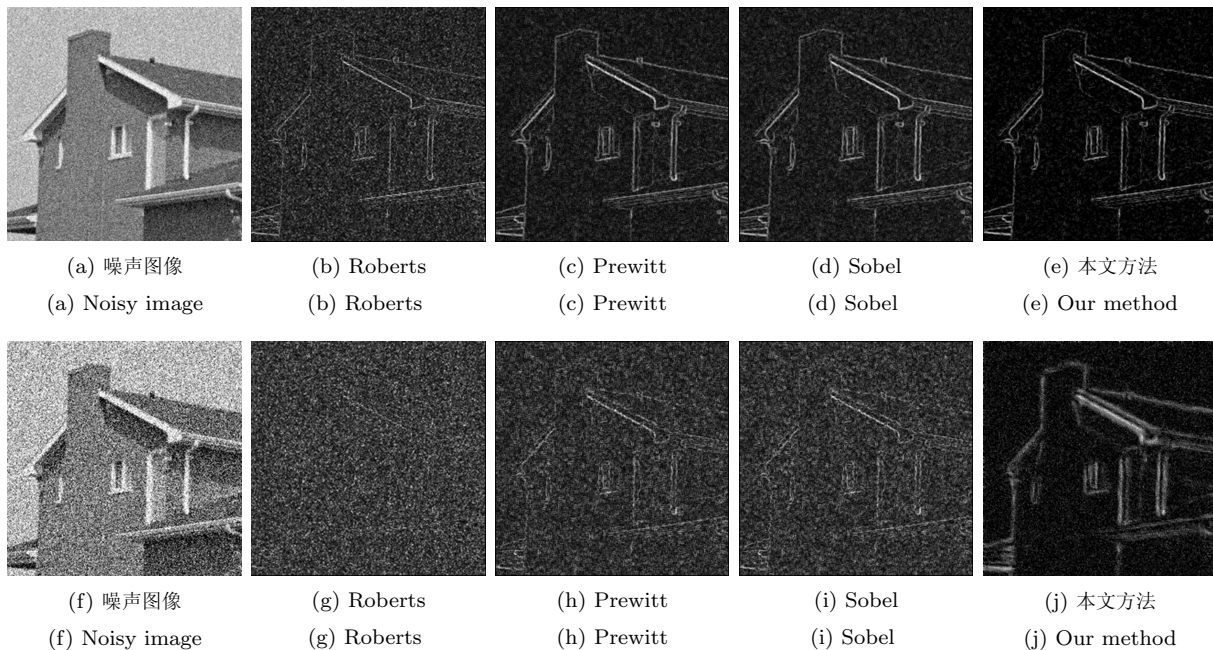 (a) 噪声图像 (b) Roberts (c) Prewitt (d) Sobel (e) 本文方法
(a) Noisy image (b) Roberts (c) Prewitt (d) Sobel (e) Our method
(f) 噪声图像 (g) Roberts (h) Prewitt (i) Sobel (j) 本文方法
(f) Noisy image (g) Roberts (h) Prewitt (i) Sobel (j) Our method